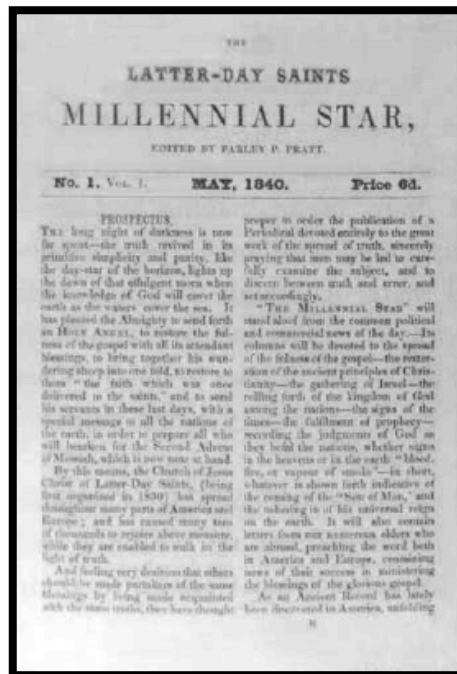 THE
LATTER-DAY SAINTS
MILLENNIAL STAR,
EDITED BY PARLEY P. PRATT.
No. 1. VOL. 1. MAY, 1840. Price 6d.
PROSPECTUS.
THE long night of darkness is now
far spent—the truth revived in its
primitive simplicity and purity, like
the day-star of the horizon, lights up
the dawn of that effulgent morn when
the knowledge of God will cover the
earth as the waters cover the sea. It
has pleased the Almighty to send forth
an HOLY ANGEL, to restore the ful-
ness of the gospel with all its attendant
blessings, to bring together his wan-
dering sheep into one fold, to restore to
them "the faith which was once
delivered to the saints," and to send
his servants in these last days, with a
special message to all the nations of
the earth, in order to prepare all who
will hearken for the Second Advent
of Messiah, which is now near at hand.
By this means, the Church of Jesus
Christ of Latter-Day Saints, (being
first organized in 1830) has spread
throughout many parts of America and
Europe; and has caused many tens
of thousands to rejoice above measure,
while they are enabled to walk in the
light of truth.
And feeling very desirous that others
should be made partakers of the same
blessings by being made acquainted
with the same truths, they have thought
proper to order the publication of a
Periodical devoted entirely to the great
work of the spread of truth, sincerely
praying that men may be led to care-
fully examine the subject, and to
discern between truth and error, and
act accordingly.
"THE MILLENNIAL STAR" will
stand aloof from the common political
and commercial news of the day.—Its
columns will be devoted to the spread
of the fulness of the gospel—the restor-
ation of the ancient principles of Chris-
tianity—the gathering of Israel—the
rolling forth of the kingdom of God
among the nations—the signs of the
times—the fulfilment of prophecy—
recording the judgments of God as
they befal the nations, whether signs
in the heavens or in the earth "blood,
fire, or vapour of smoke"—in short,
whatever is shown forth indicative of
the coming of the "Son of Man," and
the ushering in of his universal reign
on the earth. It will also contain
letters from our numerous elders who
are abroad, preaching the word both
in America and Europe, containing
news of their success in ministering
the blessings of the glorious gospel.
As an Ancient Record has lately
been discovered in America, unfolding